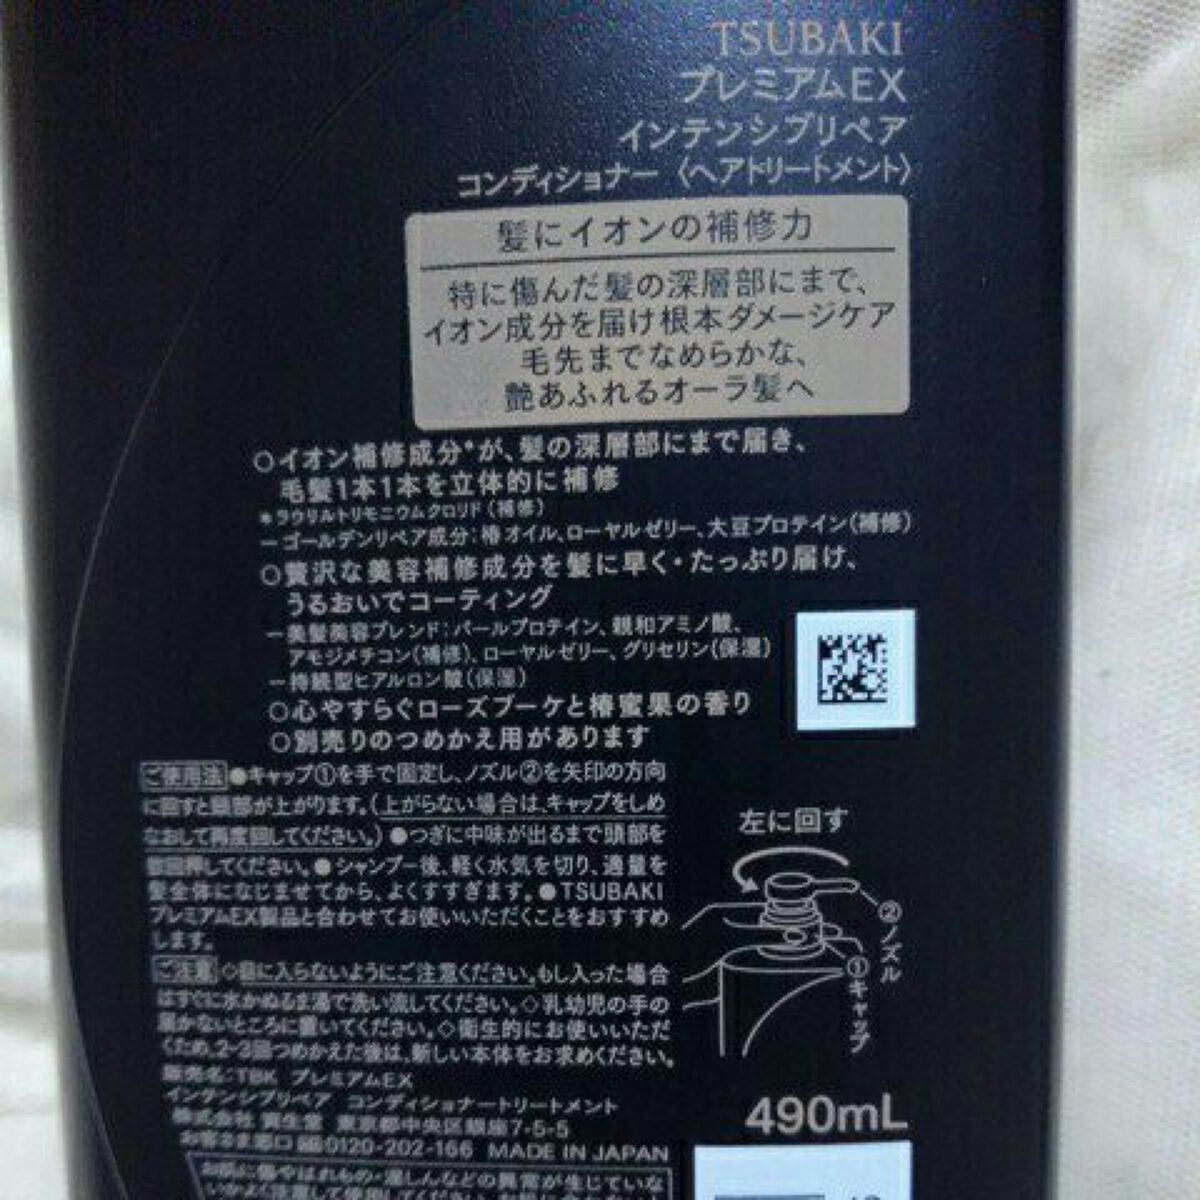 TSUBAKI
プレミアムEX
インテンシブリペア
コンディショナー〈ヘアトリートメント〉
髪にイオンの補修力
特に傷んだ髪の深層部にまで、
イオン成分を届け根本ダメージケア
毛先までなめらかな、
艶あふれるオーラ髪へ
○イオン補修成分*が、髪の深層部にまで届き、
毛髪1本1本を立体的に補修
*ラウリルトリモニウムクロリド(補修)
−ゴールデンリペア成分:椿オイル、ローヤルゼリー、大豆プロテイン(補修)
○贅沢な美容補修成分を髪に早く・たっぷり届け、
うるおいでコーティング
−美髪美容ブレンド:パールプロテイン、親和アミノ酸、
アモジメチコン(補修)、ローヤルゼリー、グリセリン(保湿)
−持続型ヒアルロン酸(保湿)
○心やすらぐローズブーケと椿蜜果の香り
○別売りのつめかえ用があります
ご使用法 ●キャップ①を手で固定し、ノズル②を矢印の方向
に回すと頭部が上がります。(上がらない場合は、キャップをしめ
なおして再度回してください。)●つぎに中味が出るまで頭部を
数回押してください。●シャンプー後、軽く水気を切り、適量を
髪全体になじませてから、よくすすぎます。●TSUBAKI
プレミアムEX製品と合わせてお使いいただくことをおすすめ
します。
ご注意 ◇目に入らないようにご注意ください。もし入った場合
はすぐに水かぬるま湯で洗い流してください。◇乳幼児の手の
届かないところに置いてください。◇衛生的にお使いいただ
くため、2-3回つめかえた後は、新しい本体をお求めください。
販売名:TBK プレミアムEX
インテンシブリペア コンディショナートリートメント
株式会社 資生堂 東京都中央区銀座7-5-5
お客さま窓口 0120-202-166 MADE IN JAPAN
お肌に傷やはれもの・湿しんなどの異常が生じていな
左に回す
②ノズル
①キャップ
490mL